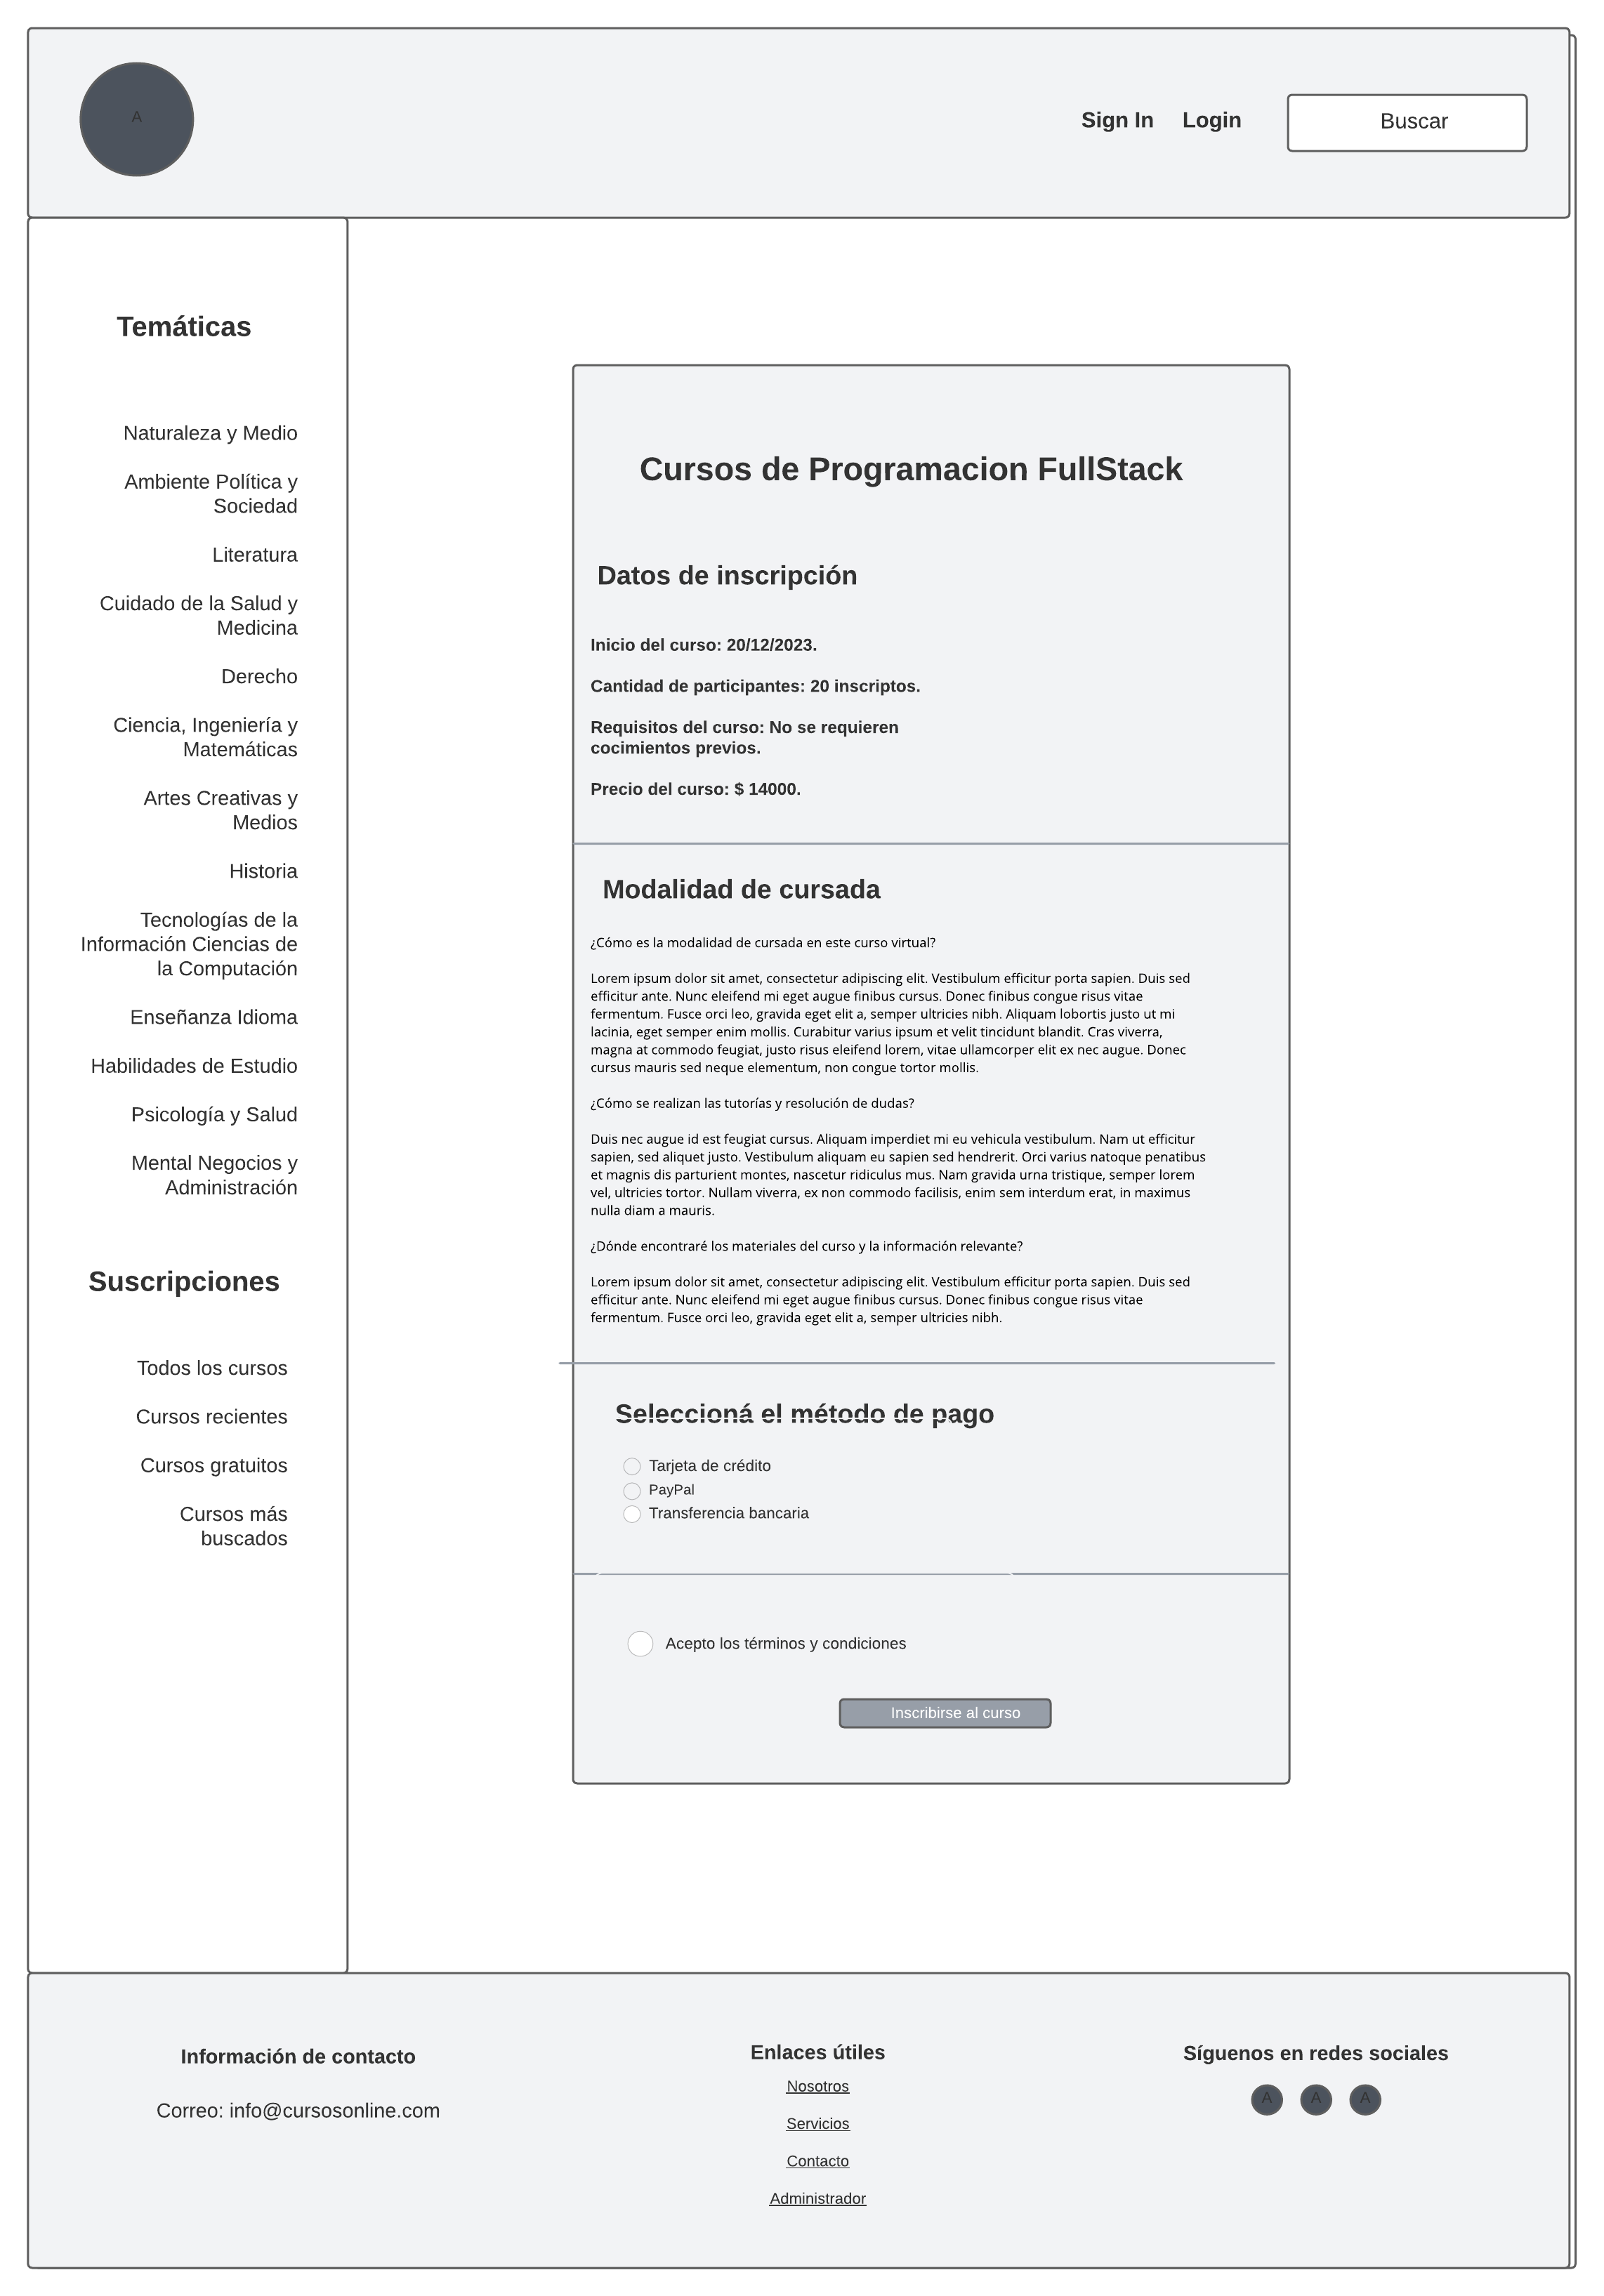 A
Sign In
Login
Buscar
Temáticas
Naturaleza y Medio
Ambiente Política y
Sociedad
Literatura
Cuidado de la Salud y
Medicina
Derecho
Ciencia, Ingeniería y
Matemáticas
Artes Creativas y
Medios
Historia
Tecnologías de la
Información Ciencias de
la Computación
Enseñanza Idioma
Habilidades de Estudio
Psicología y Salud
Mental Negocios y
Administración
Suscripciones
Todos los cursos
Cursos recientes
Cursos gratuitos
Cursos más
buscados
Cursos de Programacion FullStack
Datos de inscripción
Inicio del curso: 20/12/2023.
Cantidad de participantes: 20 inscriptos.
Requisitos del curso: No se requieren
cocimientos previos.
Precio del curso: $ 14000.
Modalidad de cursada
¿Cómo es la modalidad de cursada en este curso virtual?
Lorem ipsum dolor sit amet, consectetur adipiscing elit. Vestibulum efficitur porta sapien. Duis sed
efficitur ante. Nunc eleifend mi eget augue finibus cursus. Donec finibus congue risus vitae
fermentum. Fusce orci leo, gravida eget elit a, semper ultricies nibh. Aliquam lobortis justo ut mi
lacinia, eget semper enim mollis. Curabitur varius ipsum et velit tincidunt blandit. Cras viverra,
magna at commodo feugiat, justo risus eleifend lorem, vitae ullamcorper elit ex nec augue. Donec
cursus mauris sed neque elementum, non congue tortor mollis.
¿Cómo se realizan las tutorías y resolución de dudas?
Duis nec augue id est feugiat cursus. Aliquam imperdiet mi eu vehicula vestibulum. Nam ut efficitur
sapien, sed aliquet justo. Vestibulum aliquam eu sapien sed hendrerit. Orci varius natoque penatibus
et magnis dis parturient montes, nascetur ridiculus mus. Nam gravida urna tristique, semper lorem
vel, ultricies tortor. Nullam viverra, ex non commodo facilisis, enim sem interdum erat, in maximus
nulla diam a mauris.
¿Dónde encontraré los materiales del curso y la información relevante?
Lorem ipsum dolor sit amet, consectetur adipiscing elit. Vestibulum efficitur porta sapien. Duis sed
efficitur ante. Nunc eleifend mi eget augue finibus cursus. Donec finibus congue risus vitae
fermentum. Fusce orci leo, gravida eget elit a, semper ultricies nibh.
Seleccioná el método de pago
Tarjeta de crédito
PayPal
Transferencia bancaria
Acepto los términos y condiciones
Inscribirse al curso
Información de contacto
Correo: info@cursosonline.com
Enlaces útiles
Nosotros
Servicios
Contacto
Administrador
Síguenos en redes sociales
A A A